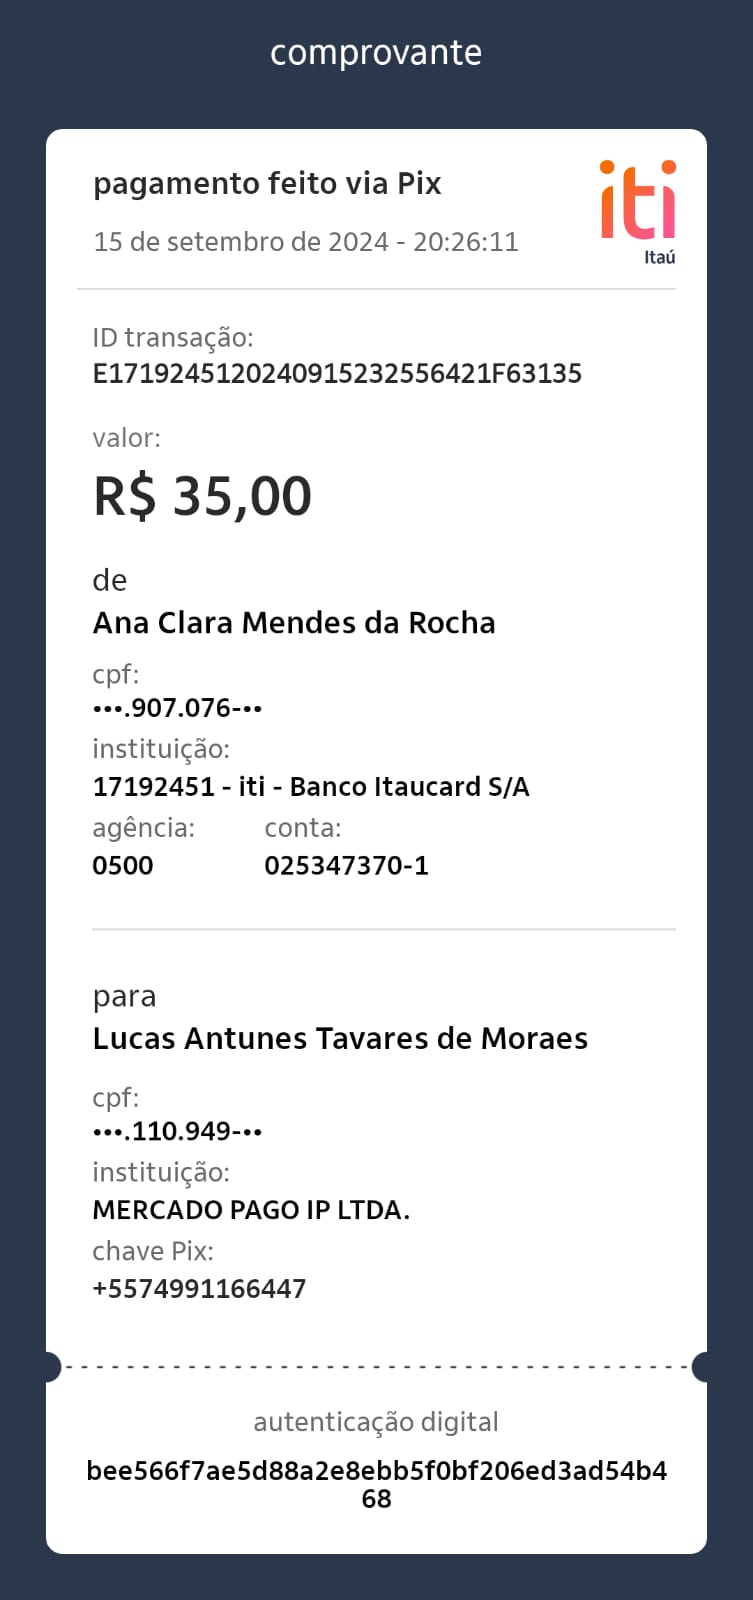 comprovante
pagamento feito via Pix
15 de setembro de 2024 - 20:26:11
iti
Itaú
ID transação:
E1719245120240915232556421F63135
valor:
R$ 35,00
de
Ana Clara Mendes da Rocha
cpf:
•••.907.076-••
instituição:
17192451 - iti - Banco Itaucard S/A
agência: conta:
0500 025347370-1
para
Lucas Antunes Tavares de Moraes
cpf:
•••.110.949-••
instituição:
MERCADO PAGO IP LTDA.
chave Pix:
+5574991166447
autenticação digital
bee566f7ae5d88a2e8ebb5f0bf206ed3ad54b4
68